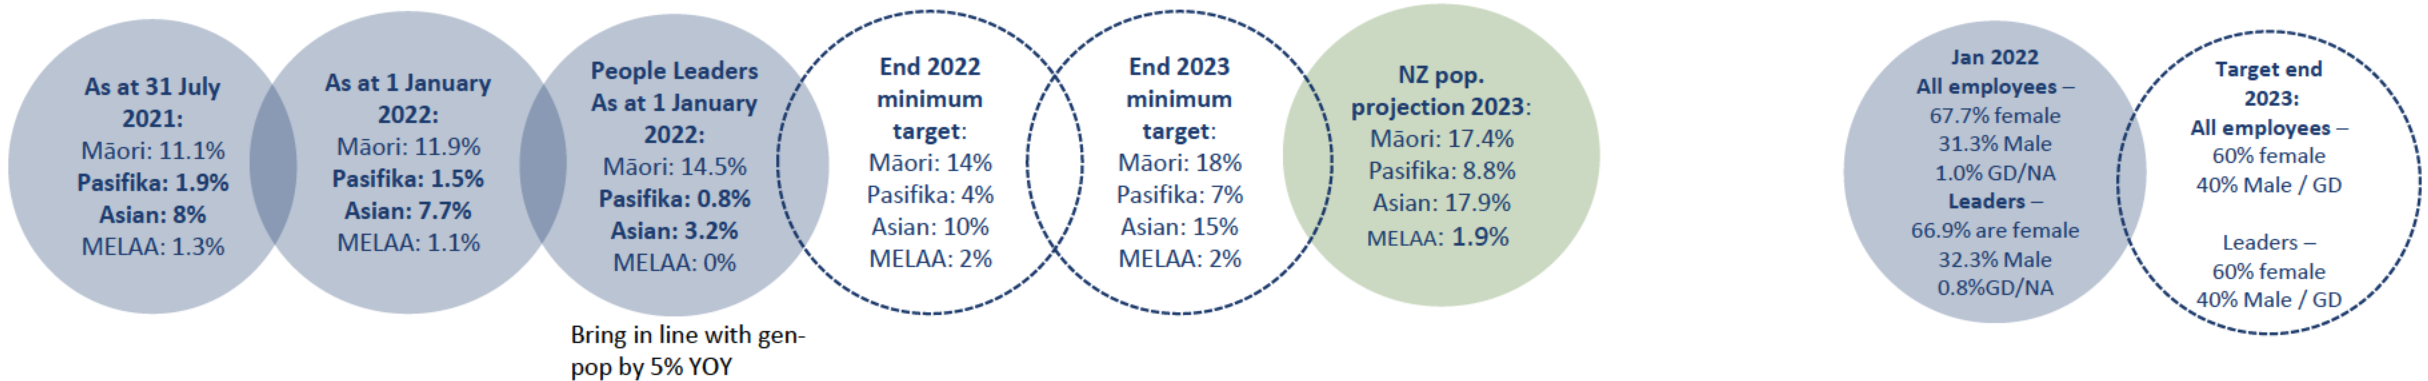 As at 31 July
2021:
Māori: 11.1%
Pasifika: 1.9%
Asian: 8%
MELAA: 1.3%
As at 1 January
2022:
Māori: 11.9%
Pasifika: 1.5%
Asian: 7.7%
MELAA: 1.1%
People Leaders
As at 1 January
2022:
Māori: 14.5%
Pasifika: 0.8%
Asian: 3.2%
MELAA: 0%
Bring in line with gen-
pop by 5% YOY
End 2022
minimum
target:
Māori: 14%
Pasifika: 4%
Asian: 10%
MELAA: 2%
End 2023
minimum
target:
Māori: 18%
Pasifika: 7%
Asian: 15%
MELAA: 2%
NZ pop.
projection 2023:
Māori: 17.4%
Pasifika: 8.8%
Asian: 17.9%
MELAA: 1.9%
Jan 2022
All employees –
67.7% female
31.3% Male
1.0% GD/NA
Leaders –
66.9% are female
32.3% Male
0.8%GD/NA
Target end
2023:
All employees –
60% female
40% Male / GD
Leaders –
60% female
40% Male / GD